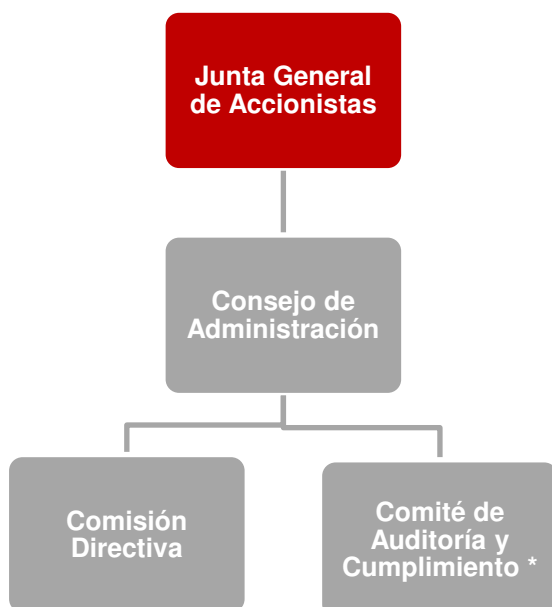 Junta General
de Accionistas
Consejo de
Administración
Comisión
Directiva
Comité de
Auditoría y
Cumplimiento *